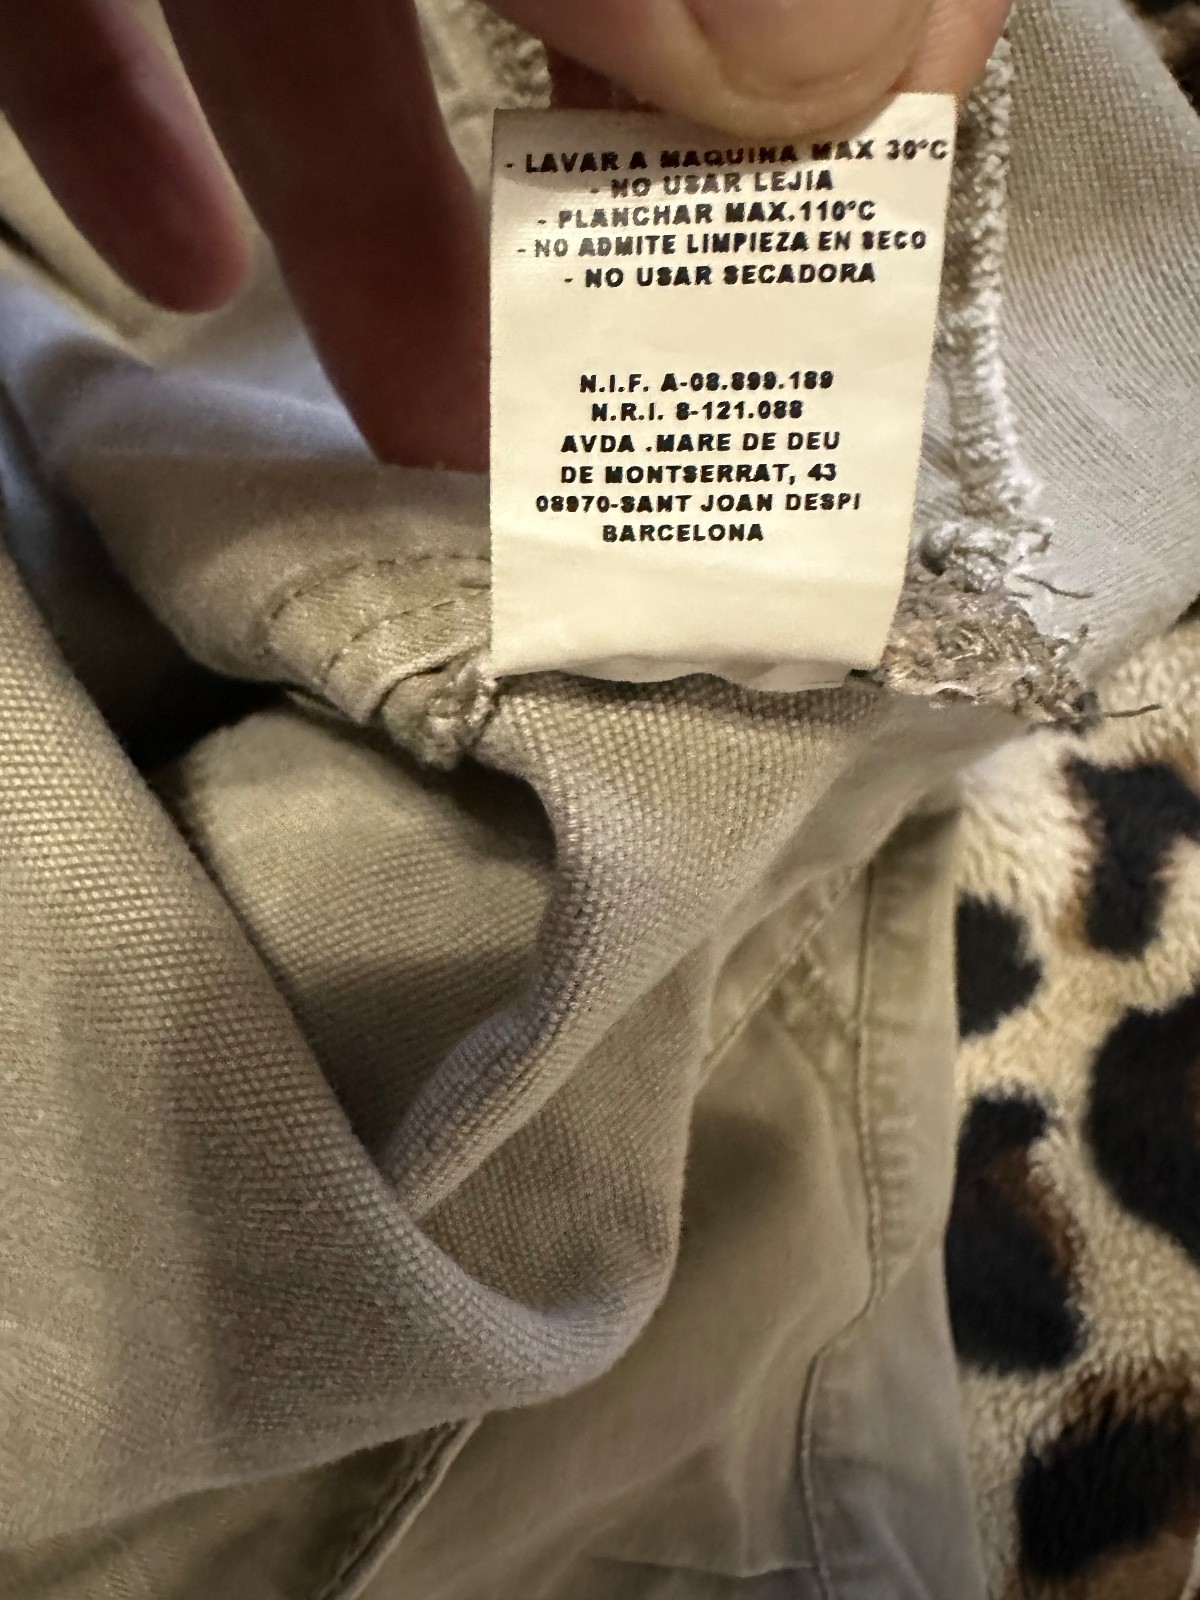 - LAVAR A MAQUINA MAX 30°C
- NO USAR LEJIA
- PLANCHAR MAX.110°C
- NO ADMITE LIMPIEZA EN SECO
- NO USAR SECADORA
N.I.F. A-08.899.189
N.R.I. 8-121.088
AVDA .MARE DE DEU
DE MONTSERRAT, 43
08970-SANT JOAN DESPI
BARCELONA